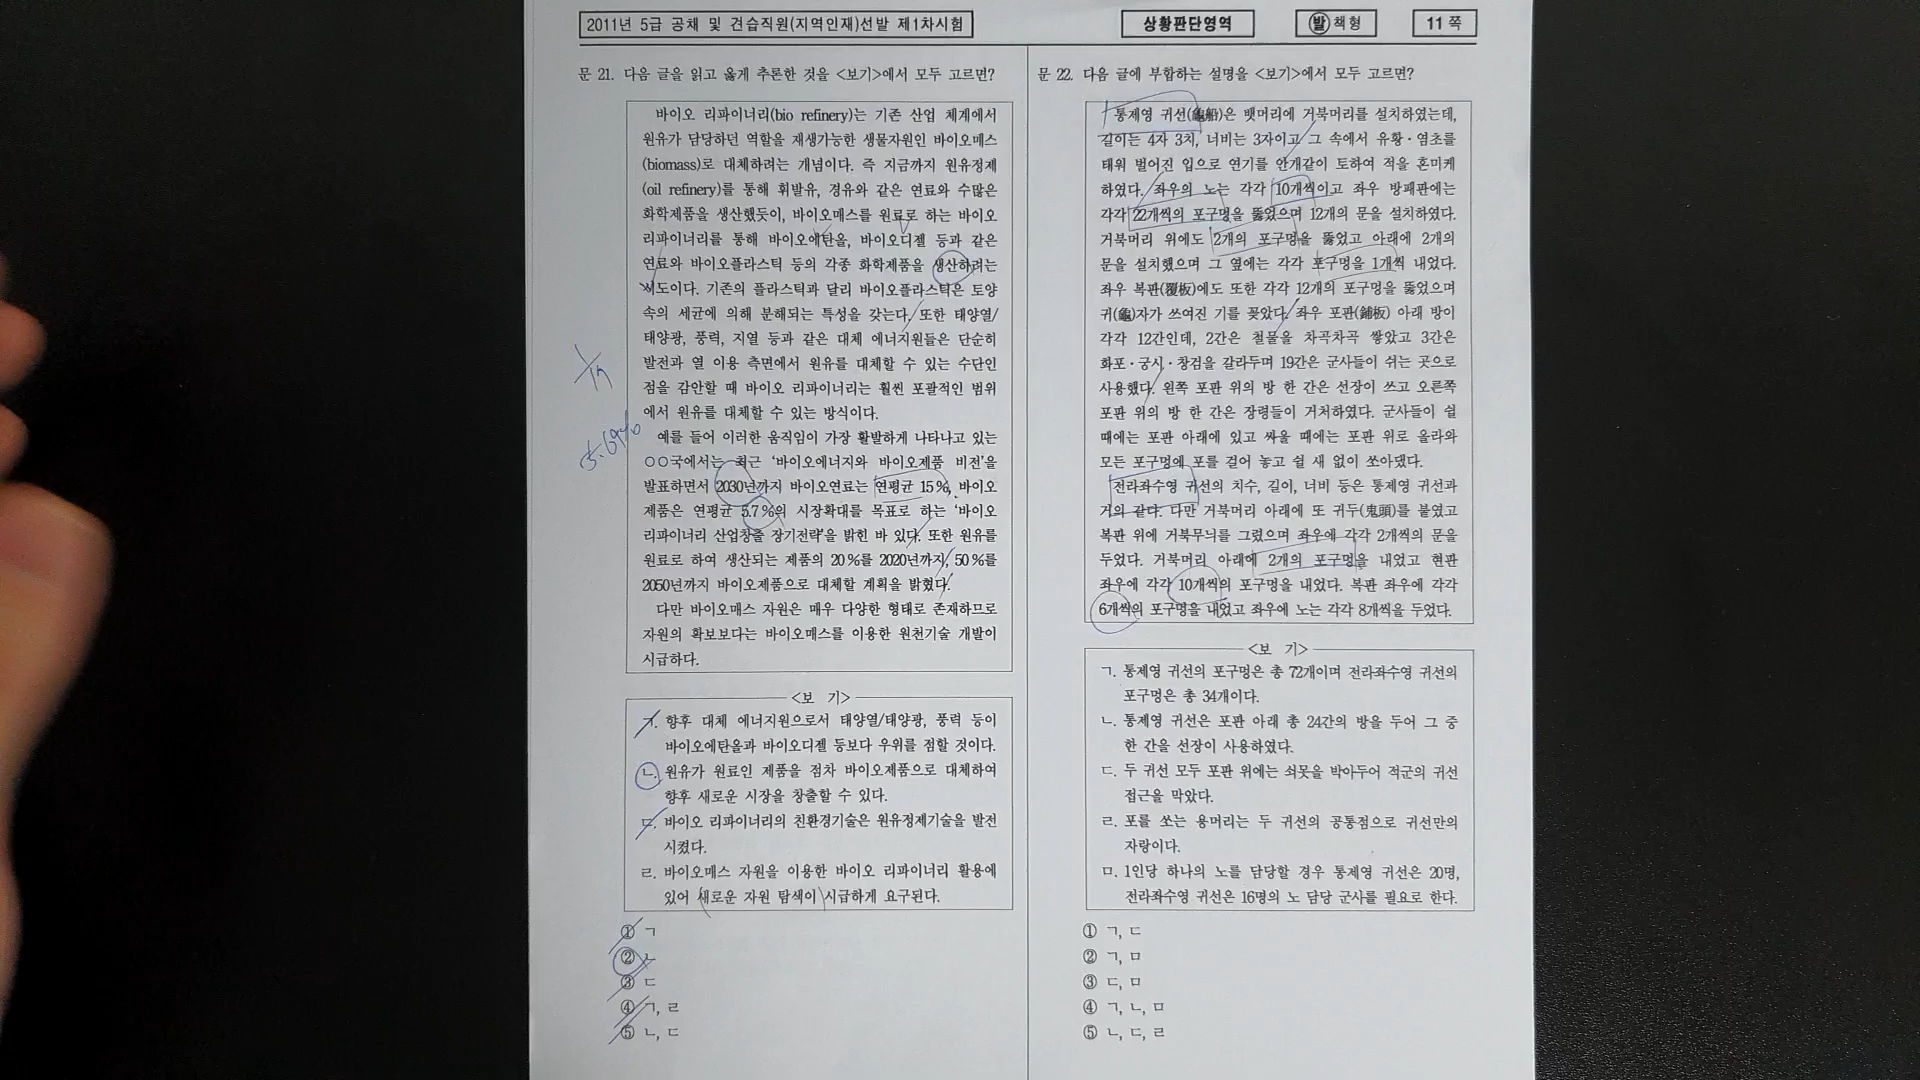 2011년 5급 공채 및 견습직원(지역인재)선발 제1차시험
상황판단영역
발 책형
11 쪽
문 21. 다음 글을 읽고 옳게 추론한 것을 <보기>에서 모두 고르면?
바이오 리파이너리(bio refinery)는 기존 산업 체계에서
원유가 담당하던 역할을 재생가능한 생물자원인 바이오매스
(biomass)로 대체하려는 개념이다. 즉 지금까지 원유정제
(oil refinery)를 통해 휘발유, 경유와 같은 연료와 수많은
화학제품을 생산했듯이, 바이오매스를 원료로 하는 바이오
리파이너리를 통해 바이오에탄올, 바이오디젤 등과 같은
연료와 바이오플라스틱 등의 각종 화학제품을 생산하려는
시도이다. 기존의 플라스틱과 달리 바이오플라스틱은 토양
속의 세균에 의해 분해되는 특성을 갖는다. 또한 태양열/
태양광, 풍력, 지열 등과 같은 대체 에너지원들은 단순히
발전과 열 이용 측면에서 원유를 대체할 수 있는 수단인
점을 감안할 때 바이오 리파이너리는 훨씬 포괄적인 범위
에서 원유를 대체할 수 있는 방식이다.
예를 들어 이러한 움직임이 가장 활발하게 나타나고 있는
○○국에서는 최근 ‘바이오에너지와 바이오제품 비전’을
발표하면서 2030년까지 바이오연료는 연평균 15%, 바이오
제품은 연평균 5.7%의 시장확대를 목표로 하는 ‘바이오
리파이너리 산업창출 장기전략’을 밝힌 바 있다. 또한 원유를
원료로 하여 생산되는 제품의 20%를 2020년까지, 50%를
2050년까지 바이오제품으로 대체할 계획을 밝혔다.
다만 바이오매스 자원은 매우 다양한 형태로 존재하므로
자원의 확보보다는 바이오매스를 이용한 원천기술 개발이
시급하다.
<보 기>
ㄱ. 향후 대체 에너지원으로서 태양열/태양광, 풍력 등이
바이오에탄올과 바이오디젤 등보다 우위를 점할 것이다.
ㄴ. 원유가 원료인 제품을 점차 바이오제품으로 대체하여
향후 새로운 시장을 창출할 수 있다.
ㄷ. 바이오 리파이너리의 친환경기술은 원유정제기술을 발전
시켰다.
ㄹ. 바이오매스 자원을 이용한 바이오 리파이너리 활용에
있어 새로운 자원 탐색이 시급하게 요구된다.
① ㄱ
② ㄴ
③ ㄷ
④ ㄱ, ㄹ
⑤ ㄴ, ㄷ
문 22. 다음 글에 부합하는 설명을 <보기>에서 모두 고르면?
통제영 귀선(龜船)은 뱃머리에 거북머리를 설치하였는데,
길이는 4자 3치, 너비는 3자이고 그 속에서 유황·염초를
태워 벌어진 입으로 연기를 안개같이 토하여 적을 혼미케
하였다. 좌우의 노는 각각 10개씩이고 좌우 방패판에는
각각 22개씩의 포구멍을 뚫었으며 12개의 문을 설치하였다.
거북머리 위에도 2개의 포구멍을 뚫었고 아래에 2개의
문을 설치했으며 그 옆에는 각각 포구멍을 1개씩 내었다.
좌우 복판(覆板)에도 또한 각각 12개의 포구멍을 뚫었으며
귀(龜)자가 쓰여진 기를 꽂았다. 좌우 포판(鋪板) 아래 방이
각각 12간인데, 2간은 철물을 차곡차곡 쌓았고 3간은
화포·궁시·창검을 갈라두며 19간은 군사들이 쉬는 곳으로
사용했다. 왼쪽 포판 위의 방 한 간은 선장이 쓰고 오른쪽
포판 위의 방 한 간은 장령들이 거처하였다. 군사들이 쉴
때에는 포판 아래에 있고 싸울 때에는 포판 위로 올라와
모든 포구멍에 포를 걸어 놓고 쉴 새 없이 쏘아댔다.
전라좌수영 귀선의 치수, 길이, 너비 등은 통제영 귀선과
거의 같다. 다만 거북머리 아래에 또 귀두(鬼頭)를 붙였고
복판 위에 거북무늬를 그렸으며 좌우에 각각 2개씩의 문을
두었다. 거북머리 아래에 2개의 포구멍을 내었고 현판
좌우에 각각 10개씩의 포구멍을 내었다. 복판 좌우에 각각
6개씩의 포구멍을 내었고 좌우에 노는 각각 8개씩을 두었다.
<보 기>
ㄱ. 통제영 귀선의 포구멍은 총 72개이며 전라좌수영 귀선의
포구멍은 총 34개이다.
ㄴ. 통제영 귀선은 포판 아래 총 24간의 방을 두어 그 중
한 간을 선장이 사용하였다.
ㄷ. 두 귀선 모두 포판 위에는 쇠못을 박아두어 적군의 귀선
접근을 막았다.
ㄹ. 포를 쏘는 용머리는 두 귀선의 공통점으로 귀선만의
자랑이다.
ㅁ. 1인당 하나의 노를 담당할 경우 통제영 귀선은 20명,
전라좌수영 귀선은 16명의 노 담당 군사를 필요로 한다.
① ㄱ, ㄷ
② ㄱ, ㅁ
③ ㄷ, ㅁ
④ ㄱ, ㄴ, ㅁ
⑤ ㄴ, ㄷ, ㄹ